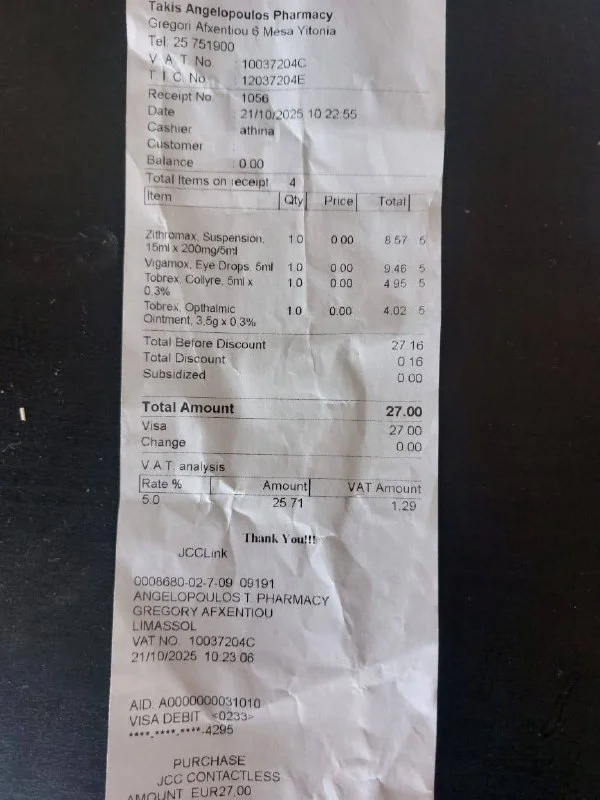 Takis Angelopoulos Pharmacy
Gregori Afxentiou 6 Mesa Yitonia
Tel: 25 751900
V A T No : 10037204C
T I C No : 12037204E
Receipt No : 1056
Date : 21/10/2025 10:22:55
Cashier : athina
Customer :
Balance : 0.00
Total Items on receipt 4
Item Qty Price Total
Zithromax, Suspension, 1.0 0.00 8.57 5
15ml x 200mg/5ml
Vigamox, Eye Drops, 5ml 1.0 0.00 9.46 5
Tobrex, Collyre, 5ml x 1.0 0.00 4.95 5
0.3%
Tobrex, Opthalmic 1.0 0.00 4.02 5
Ointment, 3,5g x 0.3%
Total Before Discount 27.16
Total Discount 0.16
Subsidized 0.00
Total Amount 27.00
Visa 27.00
Change 0.00
V.A.T. analysis
Rate % Amount VAT Amount
5.0 25.71 1.29
Thank You!!!
JCCLink
0008680-02-7-09 09191
ANGELOPOULOS T. PHARMACY
GREGORY AFXENTIOU
LIMASSOL
VAT NO. 10037204C
21/10/2025 10:23:06
AID. A0000000031010
VISA DEBIT <0233>
****-****-****-4295
PURCHASE
JCC CONTACTLESS
AMOUNT EUR27.00